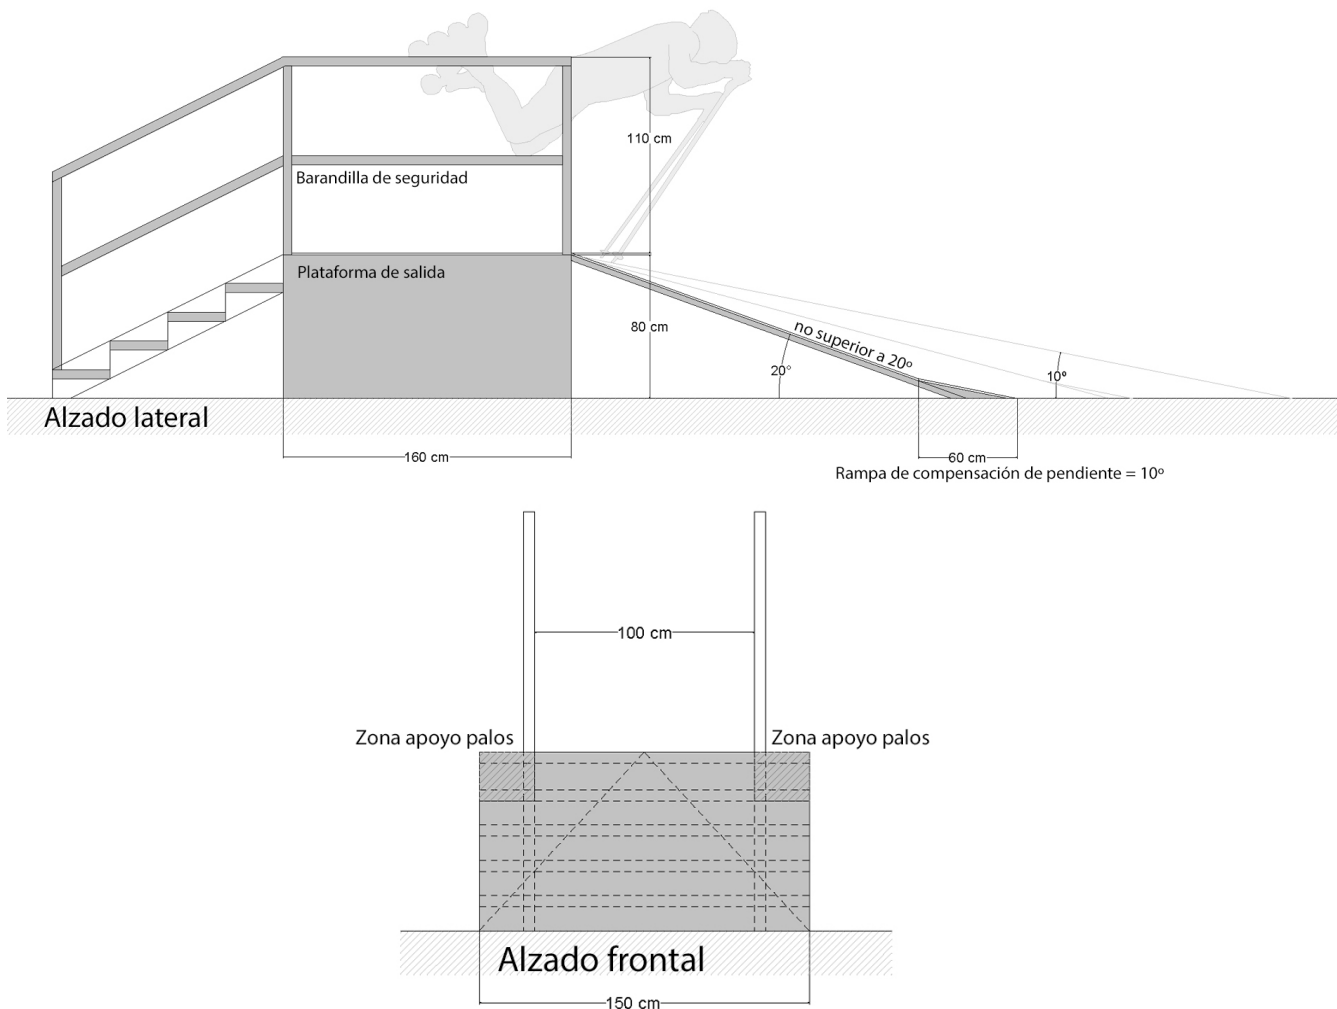 110 cm
Barandilla de seguridad
Plataforma de salida
80 cm
no superior a 20º
20°
10º
Alzado lateral
160 cm
60 cm
Rampa de compensación de pendiente = 10º
100 cm
Zona apoyo palos
Zona apoyo palos
Alzado frontal
150 cm